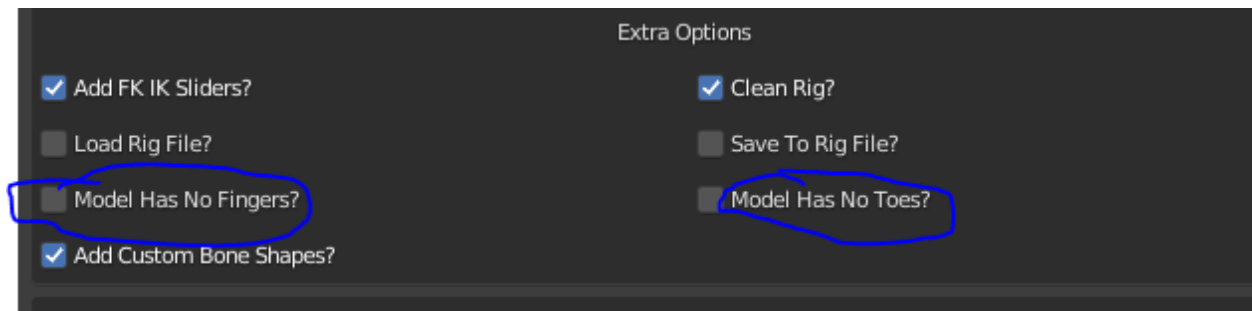 Extra Options
Add FK IK Sliders?
Clean Rig?
Load Rig File?
Save To Rig File?
Model Has No Fingers?
Model Has No Toes?
Add Custom Bone Shapes?